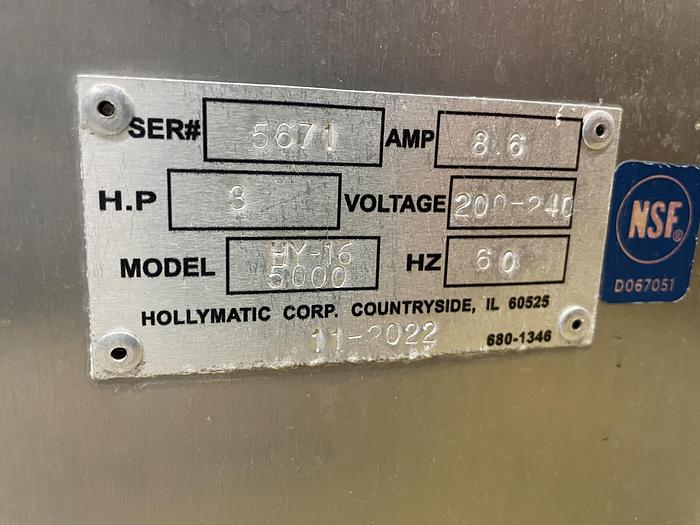 SER# 5671 AMP 8.6
H.P 3 VOLTAGE 200-240
MODEL HY-16 5000 HZ 60
HOLLYMATIC CORP. COUNTRYSIDE, IL 60525
11-2022 680-1346
NSF®
D067051